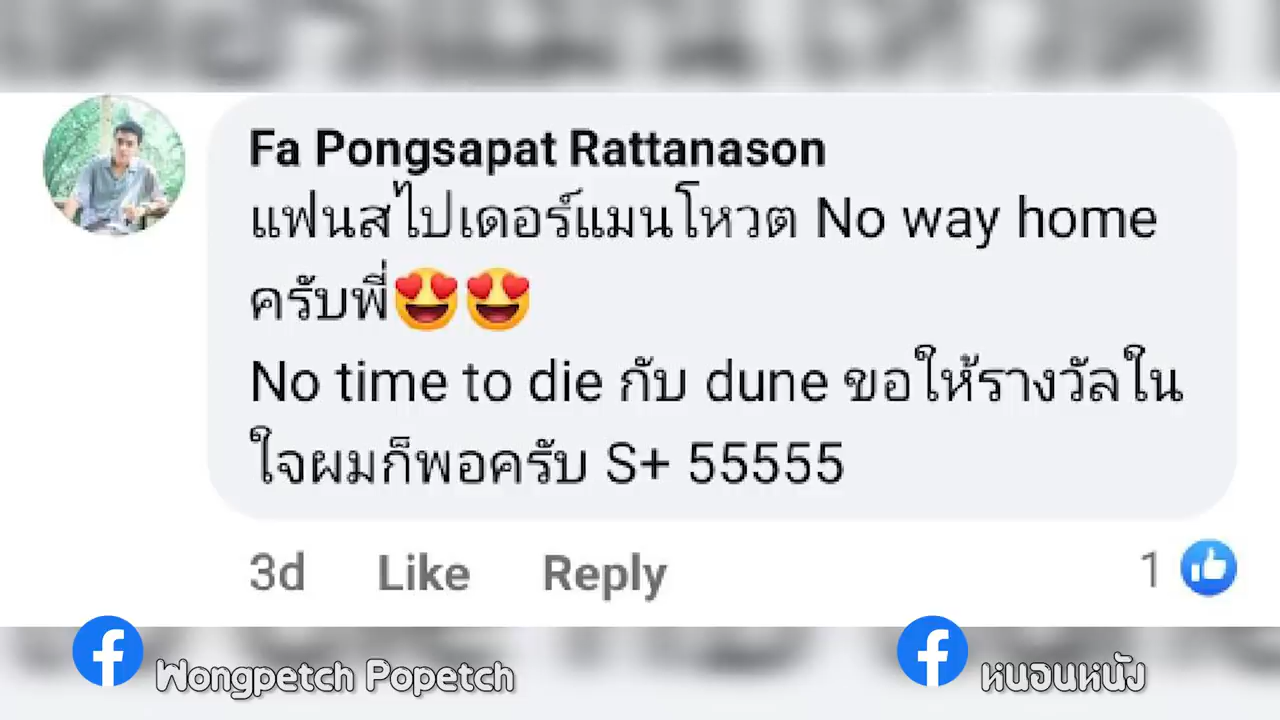 Fa Pongsapat Rattanason
แฟนสไปเดอร์แมนโหวต No way home
ครับพี่😍😍
No time to die กับ dune ขอให้รางวัลใน
ใจผมก็พอครับ S+ 55555
3d Like Reply 1
Wongpetch Popetch หนอนหนัง